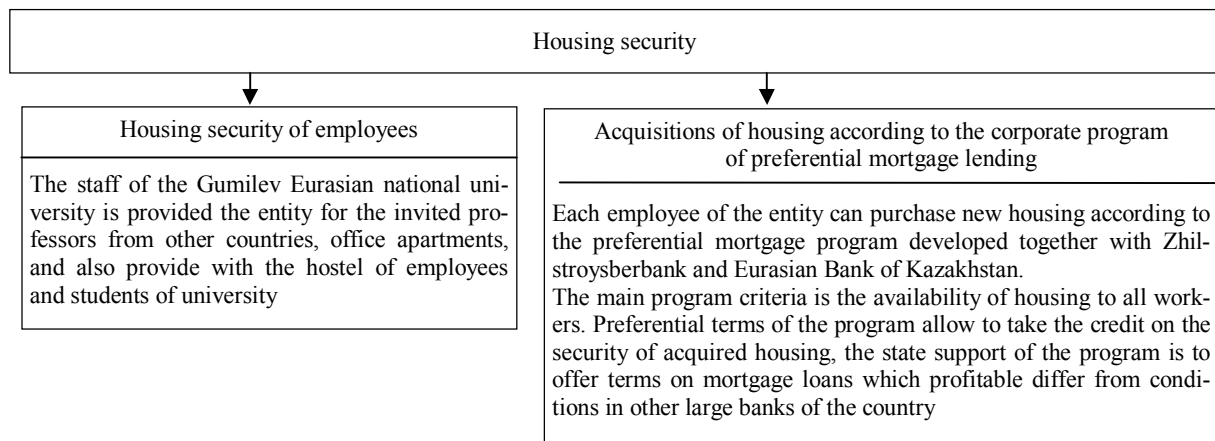 Housing security
Housing security of employees
The staff of the Gumilev Eurasian national uni-
versity is provided the entity for the invited pro-
fessors from other countries, office apartments,
and also provide with the hostel of employees
and students of university
Acquisitions of housing according to the corporate program
of preferential mortgage lending
Each employee of the entity can purchase new housing according to
the preferential mortgage program developed together with Zhil-
stroysberbank and Eurasian Bank of Kazakhstan.
The main program criteria is the availability of housing to all work-
ers. Preferential terms of the program allow to take the credit on the
security of acquired housing, the state support of the program is to
offer terms on mortgage loans which profitable differ from condi-
tions in other large banks of the country